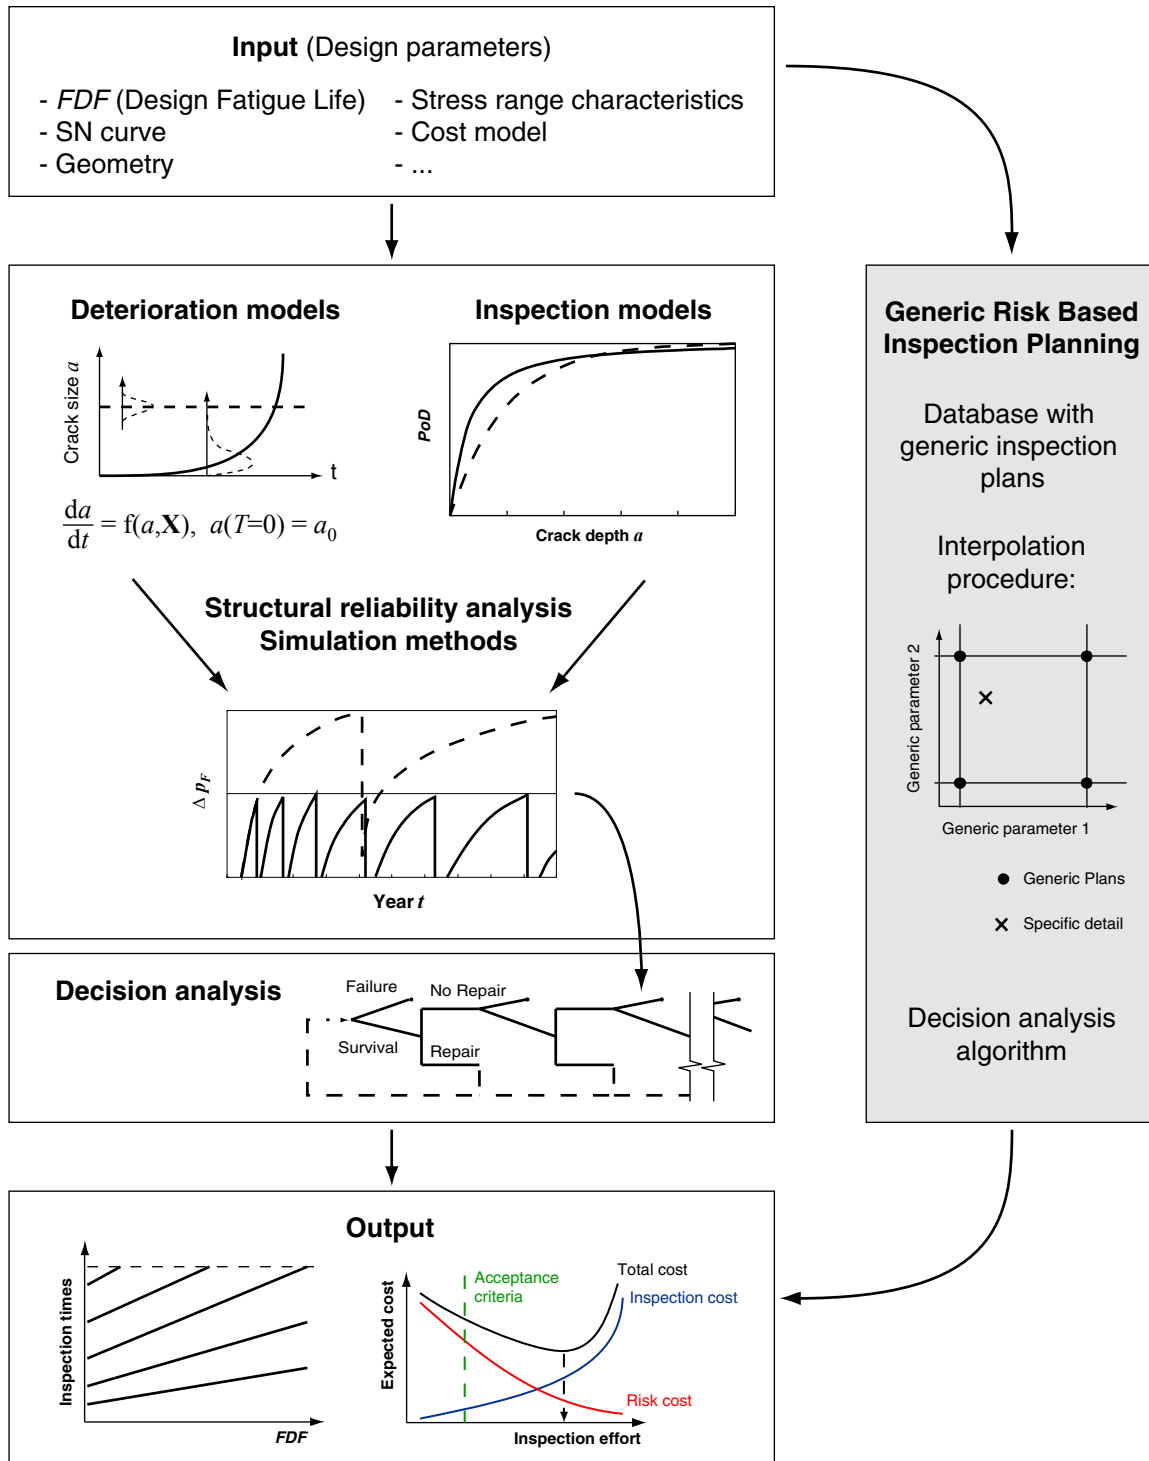 Input (Design parameters)
- FDF (Design Fatigue Life)
- SN curve
- Geometry
- Stress range characteristics
- Cost model
- ...
Deterioration models
Crack size a
t
da/dt = f(a,X), a(T=0) = a0
Inspection models
PoD
Crack depth a
Structural reliability analysis
Simulation methods
Δ pF
Year t
Decision analysis
Failure
Survival
No Repair
Repair
Generic Risk Based
Inspection Planning
Database with
generic inspection
plans
Interpolation
procedure:
Generic parameter 2
Generic parameter 1
Generic Plans
Specific detail
Decision analysis
algorithm
Output
Inspection times
FDF
Expected cost
Acceptance
criteria
Total cost
Inspection cost
Risk cost
Inspection effort